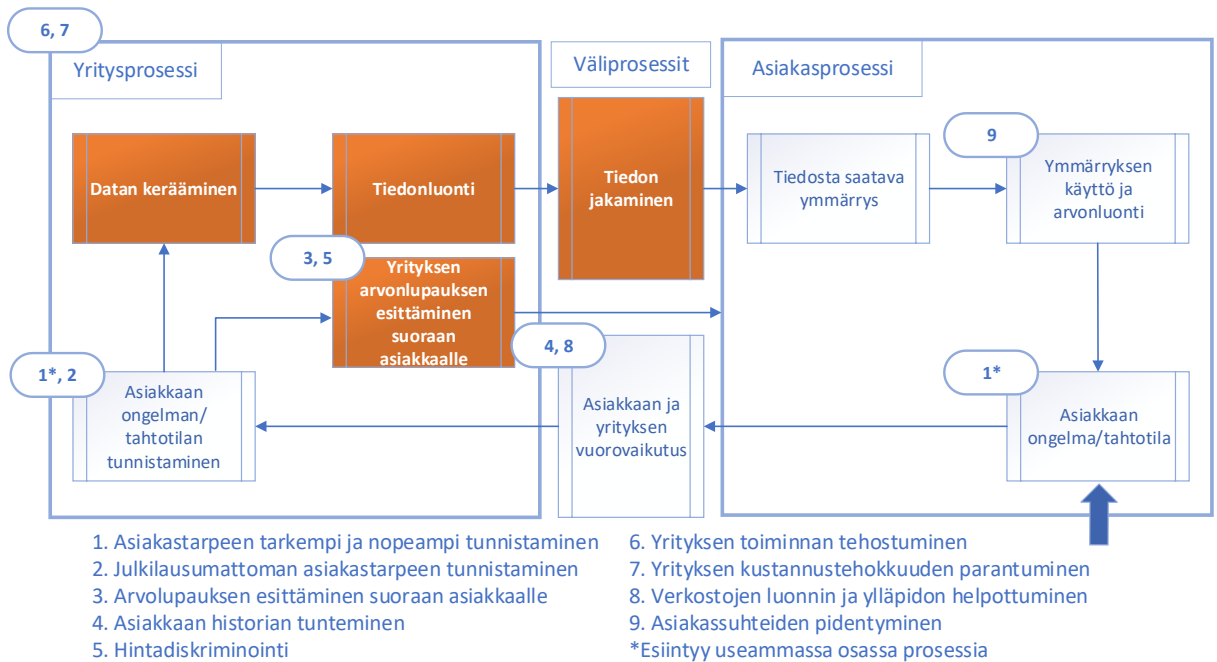 6, 7
Yritysprosessi
Väliprosessit
Asiakasprosessi
Datan kerääminen
Tiedonluonti
Tiedon
jakaminen
Tiedosta saatava
ymmärrys
9
Ymmärryksen
käyttö ja
arvonluonti
3, 5
Yrityksen
arvonlupauksen
esittäminen
suoraan
asiakkaalle
4, 8
Asiakkaan ja
yrityksen
vuorovaikutus
1*, 2
Asiakkaan
ongelman/
tahtotilan
tunnistaminen
1*
Asiakkaan
ongelma/tahtotila
1. Asiakastarpeen tarkempi ja nopeampi tunnistaminen
2. Julkilausumattoman asiakastarpeen tunnistaminen
3. Arvolupauksen esittäminen suoraan asiakkaalle
4. Asiakkaan historian tunteminen
5. Hintadiskriminointi
6. Yrityksen toiminnan tehostuminen
7. Yrityksen kustannustehokkuuden parantuminen
8. Verkostojen luonnin ja ylläpidon helpottuminen
9. Asiakassuhteiden pidentyminen
*Esiintyy useammassa osassa prosessia